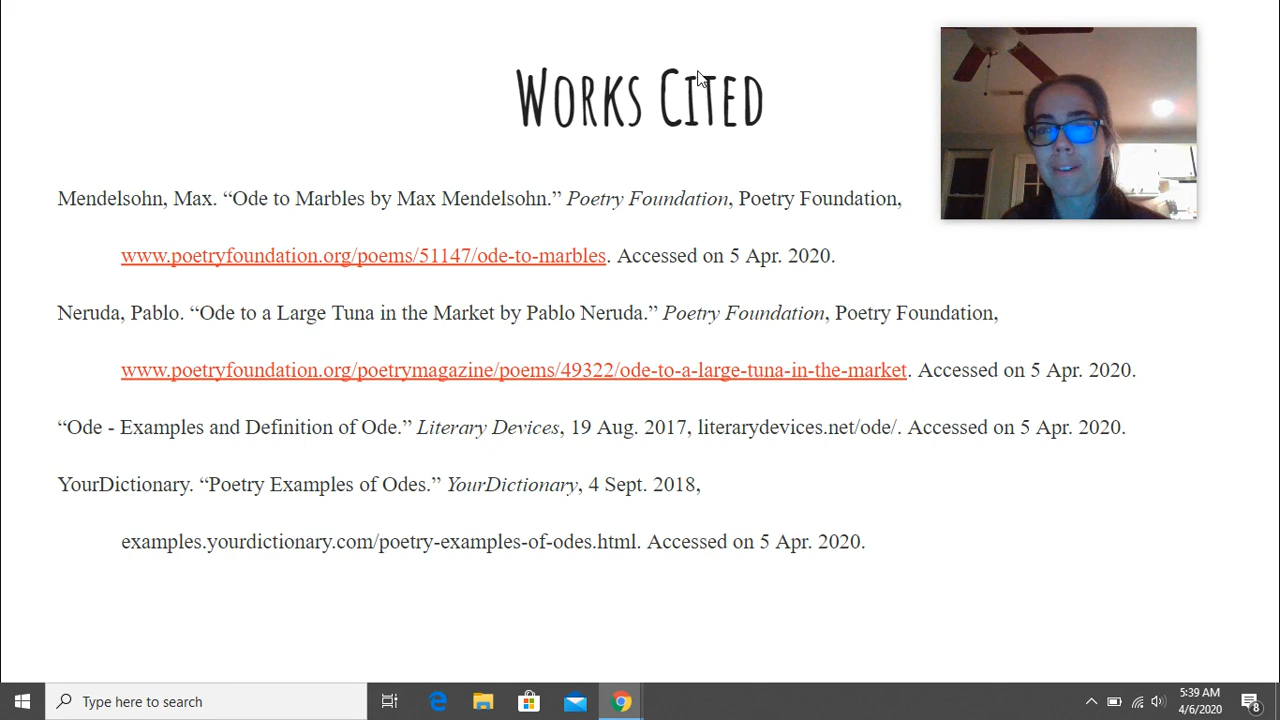 Works Cited
Mendelsohn, Max. “Ode to Marbles by Max Mendelsohn.” Poetry Foundation, Poetry Foundation,
www.poetryfoundation.org/poems/51147/ode-to-marbles. Accessed on 5 Apr. 2020.
Neruda, Pablo. “Ode to a Large Tuna in the Market by Pablo Neruda.” Poetry Foundation, Poetry Foundation,
www.poetryfoundation.org/poetrymagazine/poems/49322/ode-to-a-large-tuna-in-the-market. Accessed on 5 Apr. 2020.
“Ode - Examples and Definition of Ode.” Literary Devices, 19 Aug. 2017, literarydevices.net/ode/. Accessed on 5 Apr. 2020.
YourDictionary. “Poetry Examples of Odes.” YourDictionary, 4 Sept. 2018,
examples.yourdictionary.com/poetry-examples-of-odes.html. Accessed on 5 Apr. 2020.
Type here to search
5:39 AM
4/6/2020
8